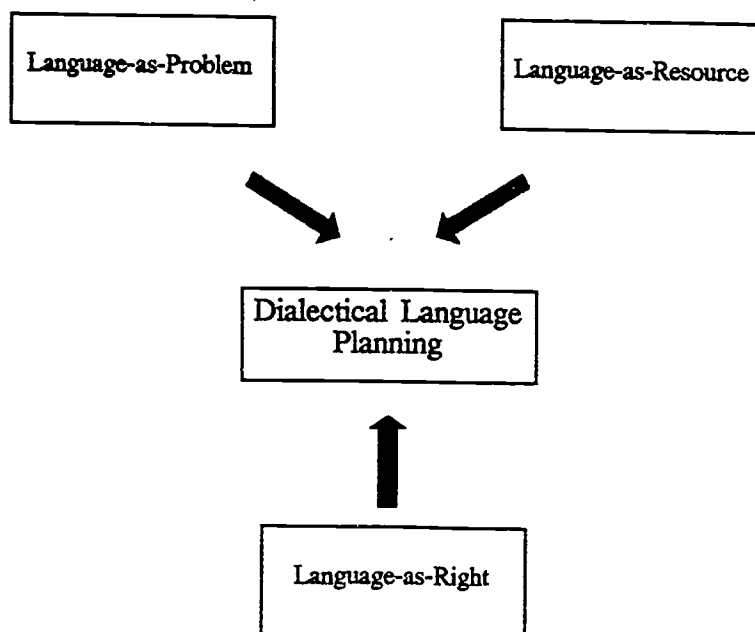 Language-as-Problem
Language-as-Resource
Dialectical Language
Planning
Language-as-Right